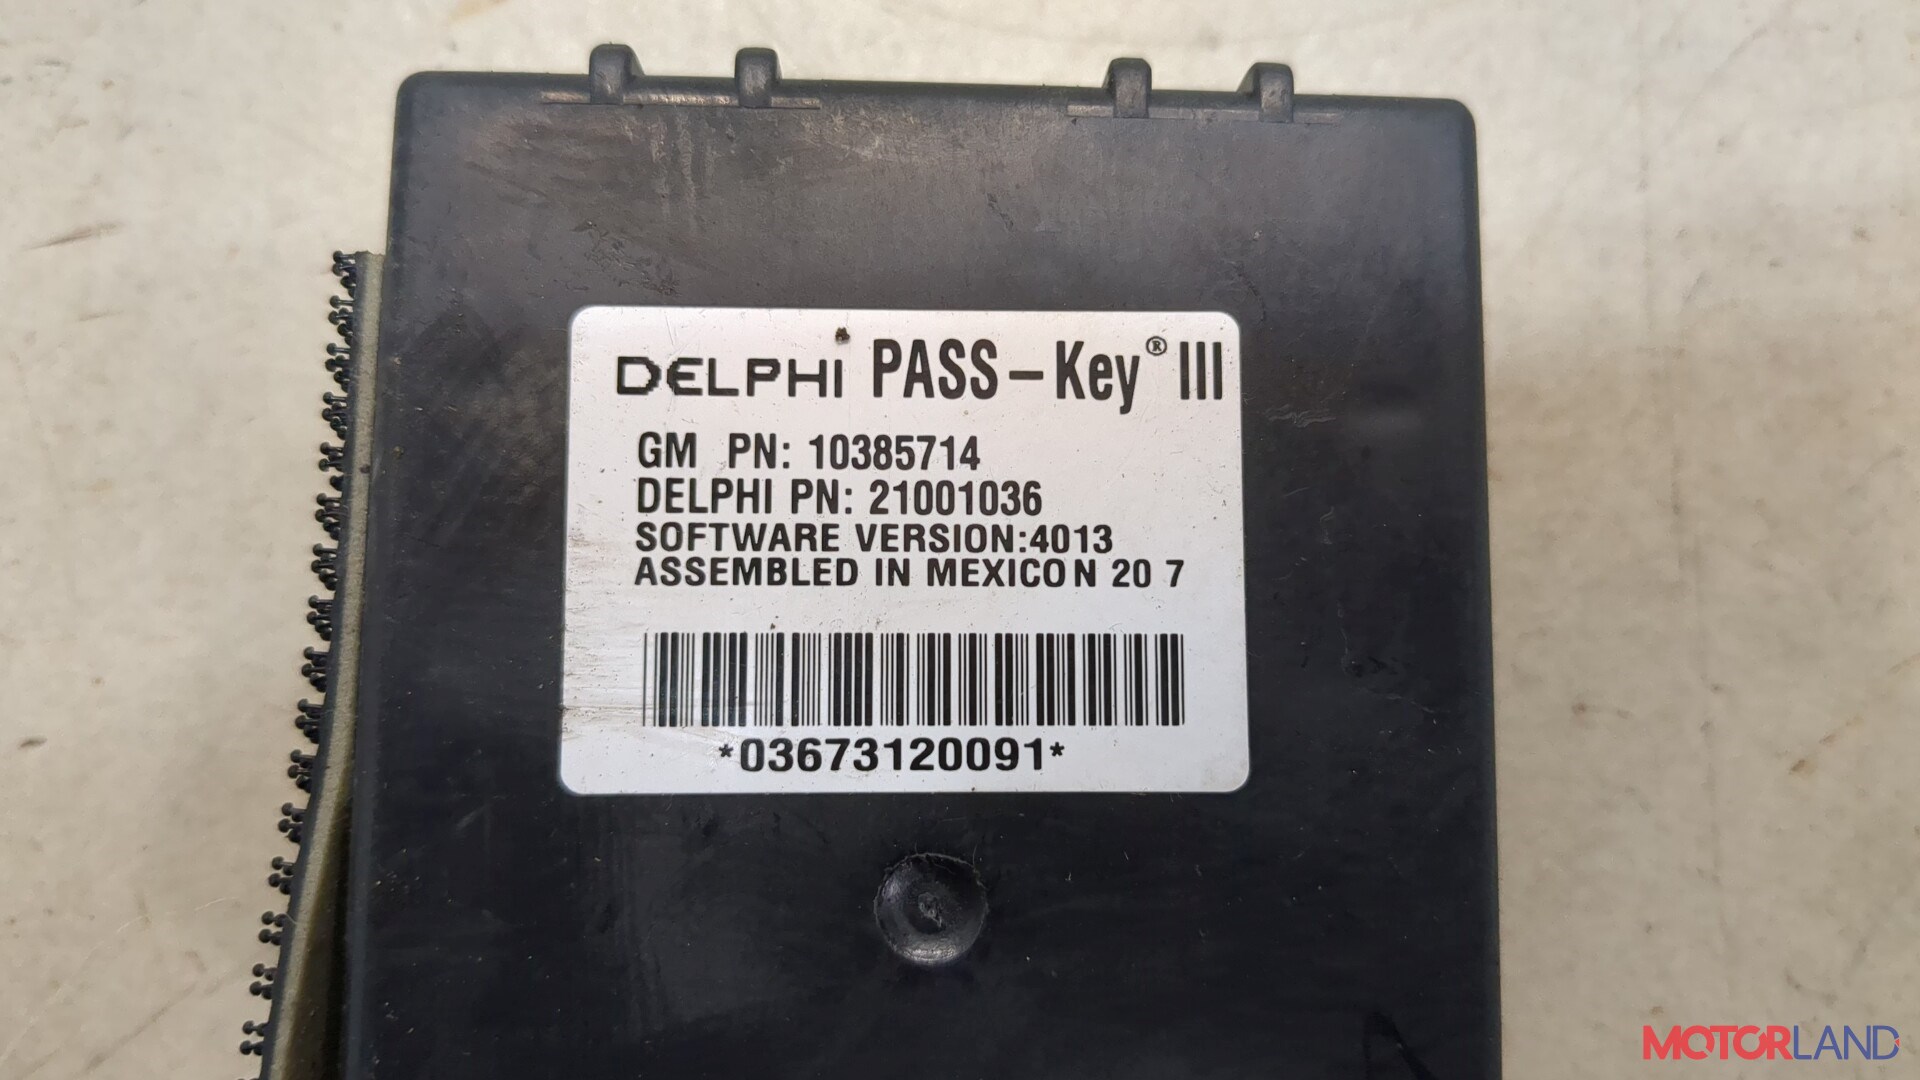 DELPHI PASS-Key® III
GM PN: 10385714
DELPHI PN: 21001036
SOFTWARE VERSION:4013
ASSEMBLED IN MEXICO N 20 7
*03673120091*
MOTORLAND